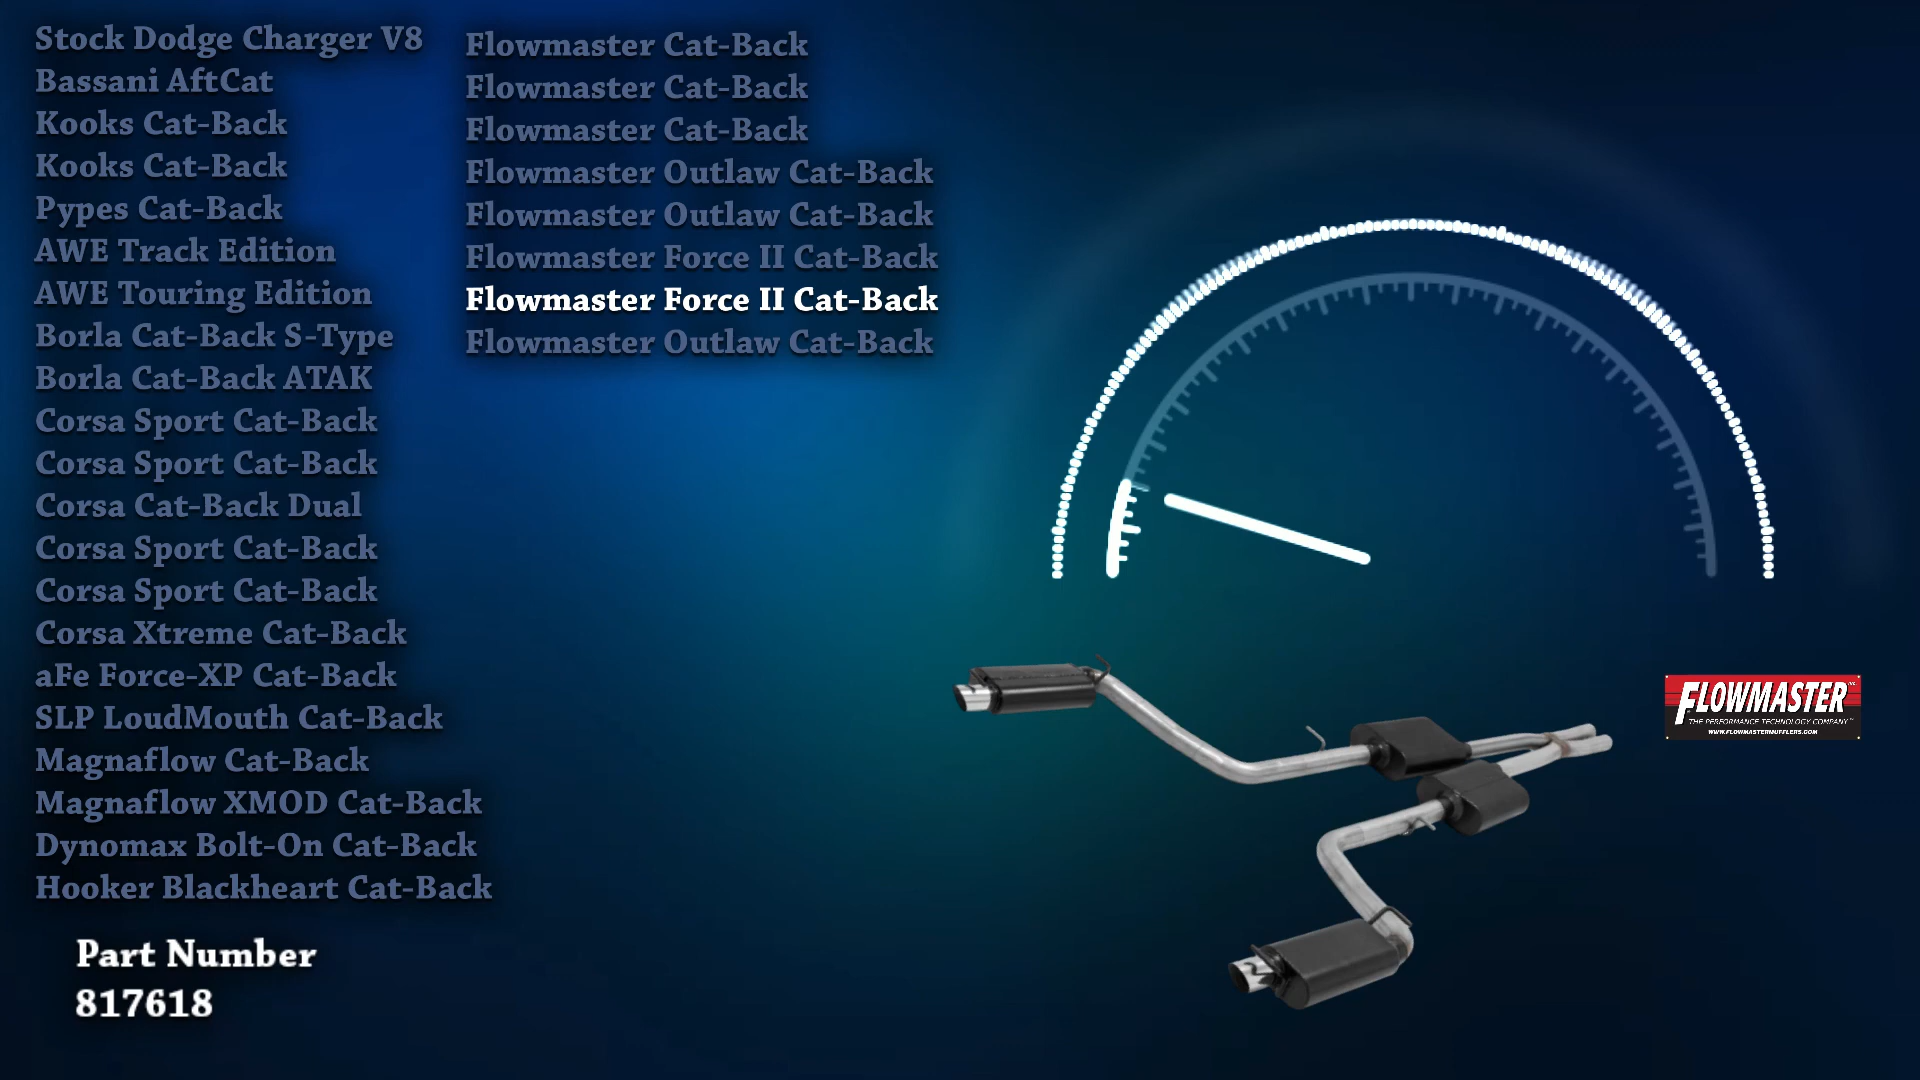 Stock Dodge Charger V8
Bassani AftCat
Kooks Cat-Back
Kooks Cat-Back
Pypes Cat-Back
AWE Track Edition
AWE Touring Edition
Borla Cat-Back S-Type
Borla Cat-Back ATAK
Corsa Sport Cat-Back
Corsa Sport Cat-Back
Corsa Cat-Back Dual
Corsa Sport Cat-Back
Corsa Sport Cat-Back
Corsa Xtreme Cat-Back
aFe Force-XP Cat-Back
SLP LoudMouth Cat-Back
Magnaflow Cat-Back
Magnaflow XMOD Cat-Back
Dynomax Bolt-On Cat-Back
Hooker Blackheart Cat-Back
Flowmaster Cat-Back
Flowmaster Cat-Back
Flowmaster Cat-Back
Flowmaster Outlaw Cat-Back
Flowmaster Outlaw Cat-Back
Flowmaster Force II Cat-Back
Flowmaster Force II Cat-Back
Flowmaster Outlaw Cat-Back
Part Number
817618
FLOWMASTER INC
THE PERFORMANCE TECHNOLOGY COMPANY™
WWW.FLOWMASTERMUFFLERS.COM